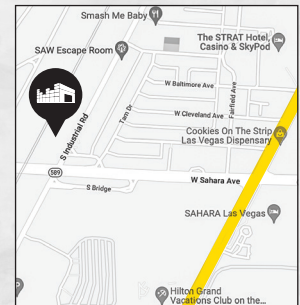 Smash Me Baby
SAW Escape Room
The STRAT Hotel,
Casino & SkyPod
W Baltimore Ave
Fairfield Ave
Tam Dr
W Cleveland Ave
S Industrial Rd
Cookies On The Strip
Las Vegas Dispensary
589
W Sahara Ave
S Bridge
SAHARA Las Vegas
Hilton Grand
Vacations Club on the...